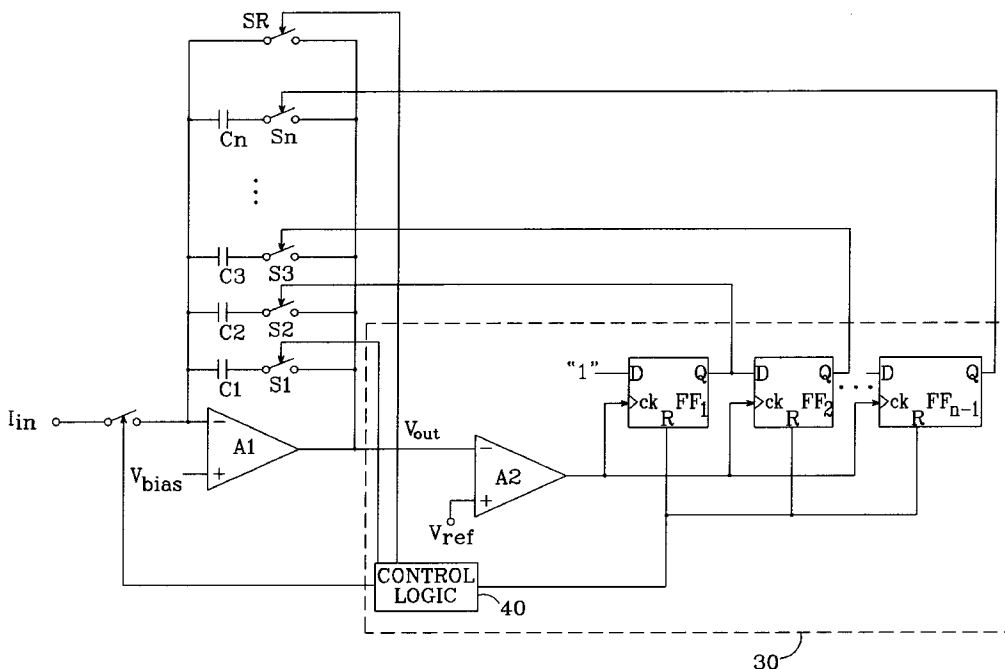 SR
Cn
Sn
C3
S3
C2
S2
C1
S1
"1"
D Q
ck FF1
R
D Q
ck FF2
R
D Q
ck FFn-1
R
Iin
−
A1
+
Vbias
Vout
−
A2
+
Vref
CONTROL
LOGIC
40
30